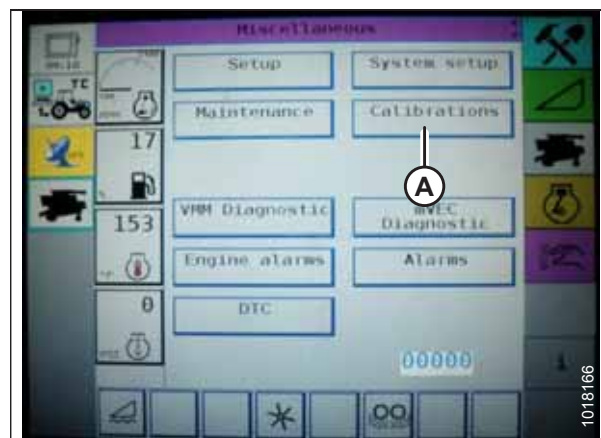 Miscellaneous
Setup
System setup
TC
Maintenance
Calibrations
17
A
153
VMM Diagnostic
mVEC
Diagnostic
Engine alarms
Alarms
0
DTC
00000
1018166